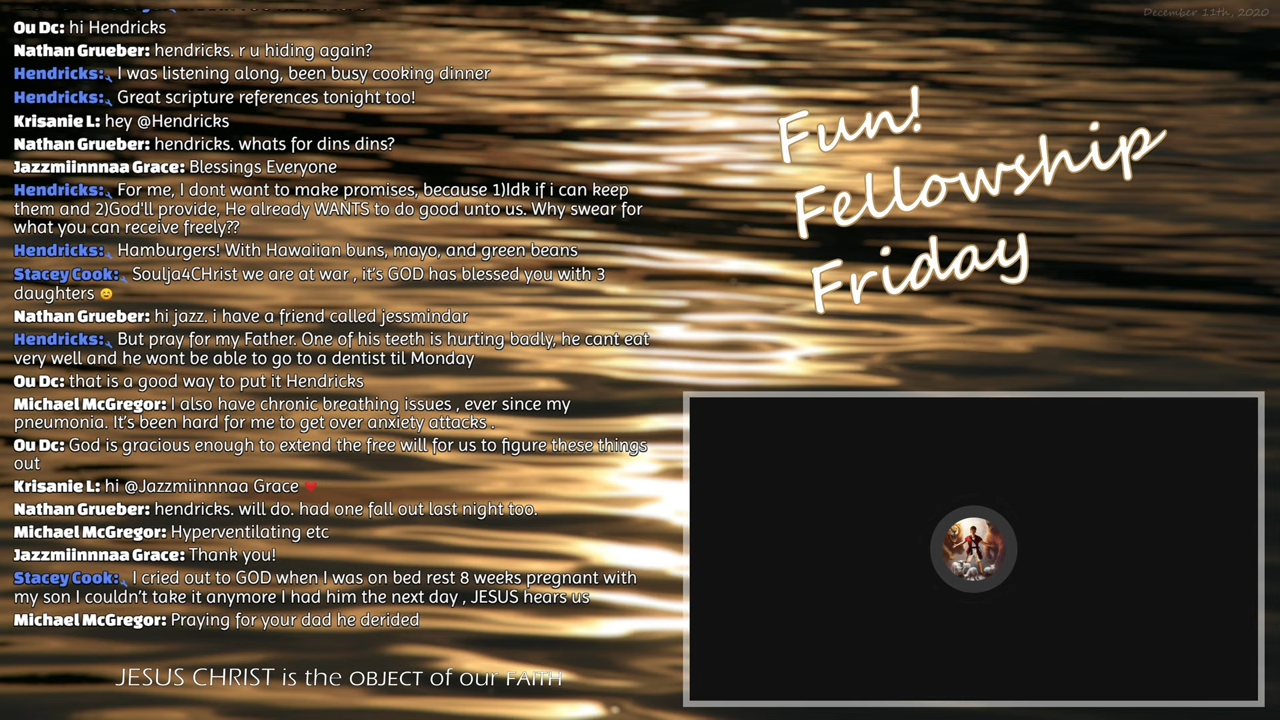 December 11th, 2020
Ou Dc: hi Hendricks
Nathan Grueber: hendricks. r u hiding again?
Hendricks: I was listening along, been busy cooking dinner
Hendricks: Great scripture references tonight too!
Krisanie L: hey @Hendricks
Nathan Grueber: hendricks. whats for dins dins?
Jazzmiinnnaa Grace: Blessings Everyone
Hendricks: For me, I dont want to make promises, because 1)Idk if i can keep
them and 2)God'll provide, He already WANTS to do good unto us. Why swear for
what you can receive freely??
Hendricks: Hamburgers! With Hawaiian buns, mayo, and green beans
Stacey Cook: Soulja4CHrist we are at war , it's GOD has blessed you with 3
daughters 😊
Nathan Grueber: hi jazz. i have a friend called jessmindar
Hendricks: But pray for my Father. One of his teeth is hurting badly, he cant eat
very well and he wont be able to go to a dentist til Monday
Ou Dc: that is a good way to put it Hendricks
Michael McGregor: I also have chronic breathing issues , ever since my
pneumonia. It's been hard for me to get over anxiety attacks .
Ou Dc: God is gracious enough to extend the free will for us to figure these things
out
Krisanie L: hi @Jazzmiinnnaa Grace ❤️
Nathan Grueber: hendricks. will do. had one fall out last night too.
Michael McGregor: Hyperventilating etc
Jazzmiinnnaa Grace: Thank you!
Stacey Cook: I cried out to GOD when I was on bed rest 8 weeks pregnant with
my son I couldn't take it anymore I had him the next day , JESUS hears us
Michael McGregor: Praying for your dad he derided
JESUS CHRIST is the OBJECT of our FAITH
Fun!
Fellowship
Friday